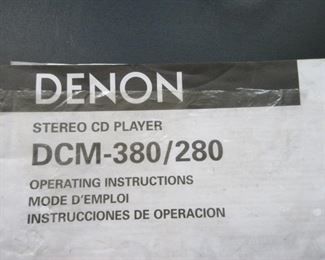 DENON
STEREO CD PLAYER
DCM-380/280
OPERATING INSTRUCTIONS
MODE D'EMPLOI
INSTRUCCIONES DE OPERACION